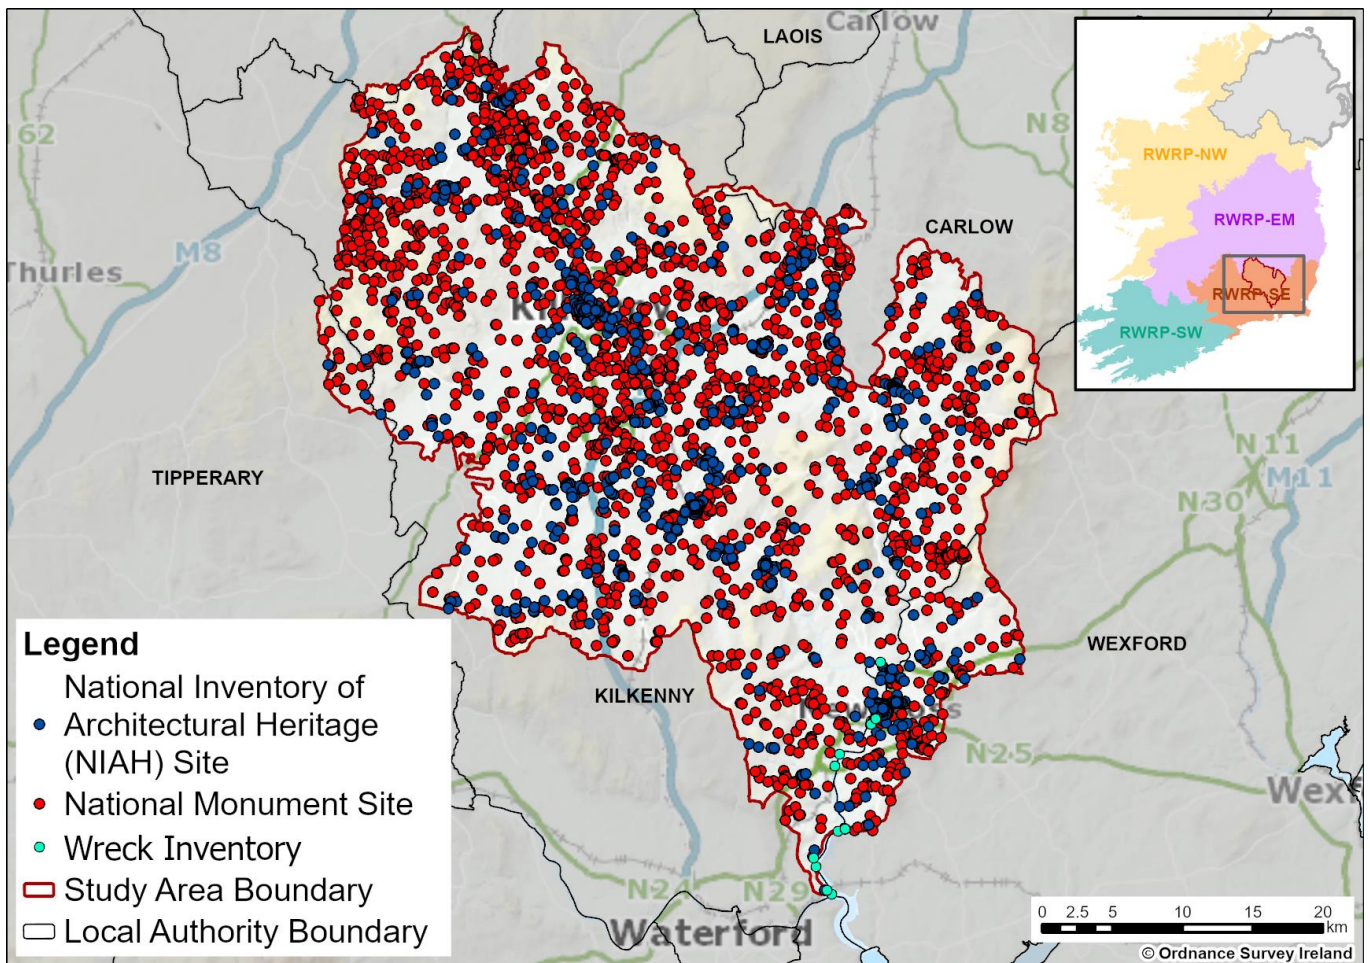 LAOIS
Carlow
N8
162
CARLOW
M8
Thurles
RWRP-NW
RWRP-EM
RWRP-SE
RWRP-SW
TIPPERARY
N11
M11
N30
WEXFORD
KILKENNY
N25
N24
N29
Waterford
Legend
National Inventory of
Architectural Heritage
(NIAH) Site
National Monument Site
Wreck Inventory
Study Area Boundary
Local Authority Boundary
0 2.5 5 10 15 20
km
© Ordnance Survey Ireland